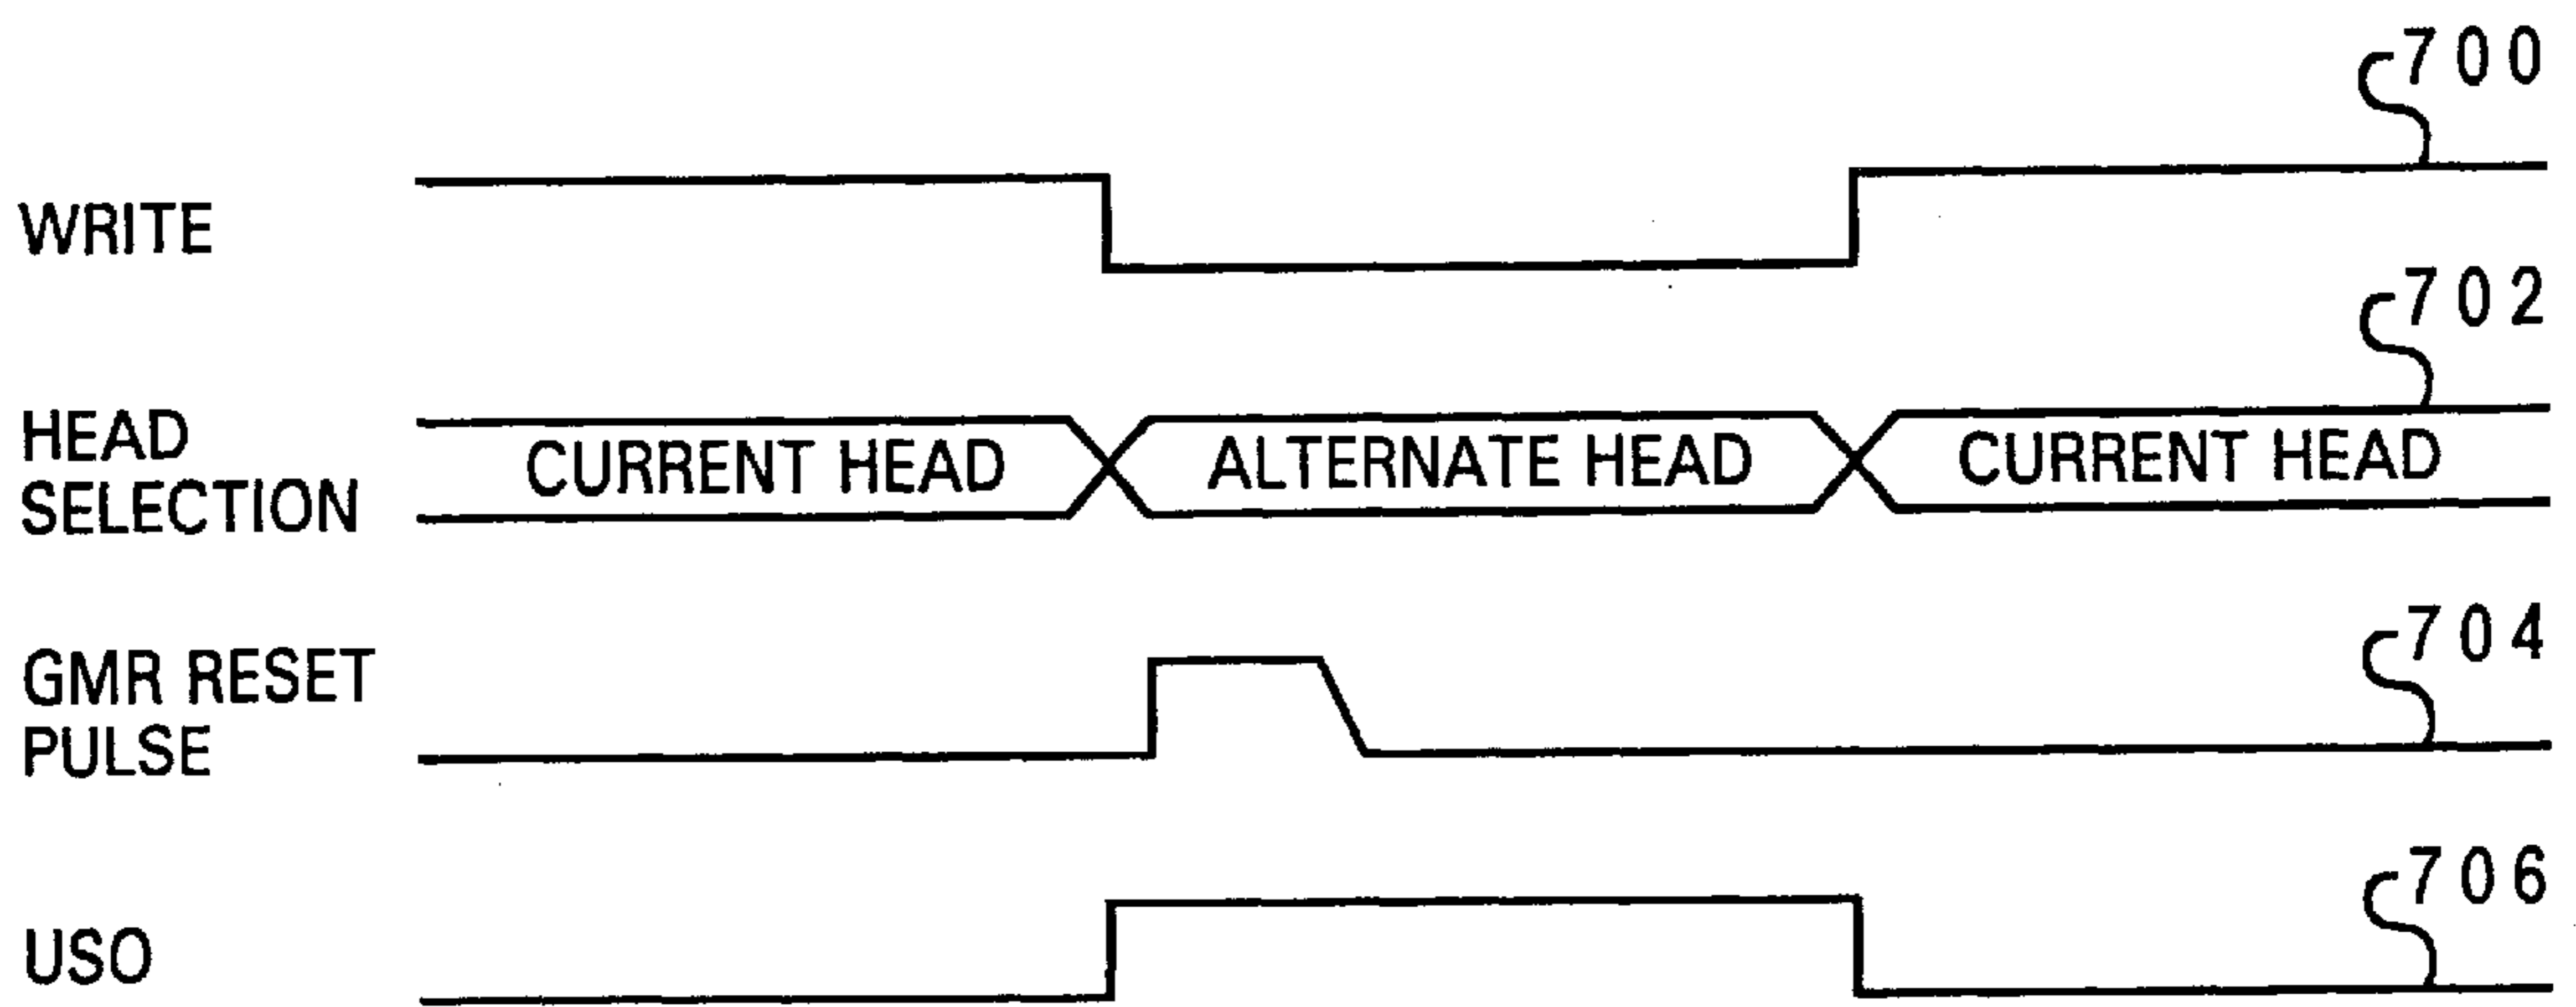 700
WRITE
702
HEAD
SELECTION
CURRENT HEAD
ALTERNATE HEAD
CURRENT HEAD
704
GMR RESET
PULSE
706
USO